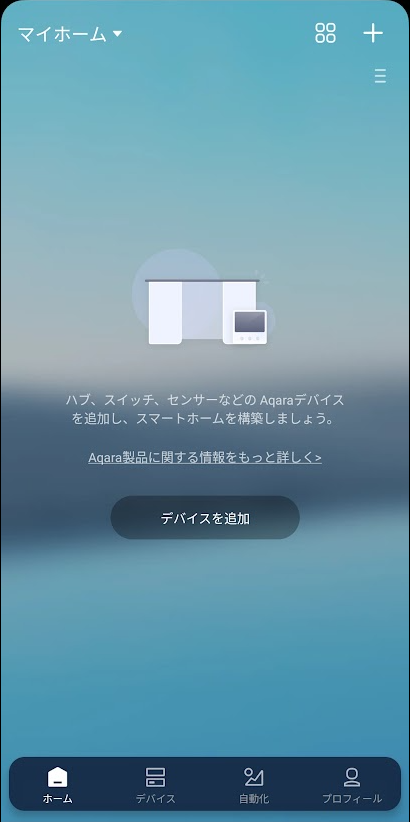 マイホーム
ハブ、スイッチ、センサーなどの Aqaraデバイス
を追加し、スマートホームを構築しましょう。
Aqara製品に関する情報をもっと詳しく>
デバイスを追加
ホーム
デバイス
自動化
プロフィール